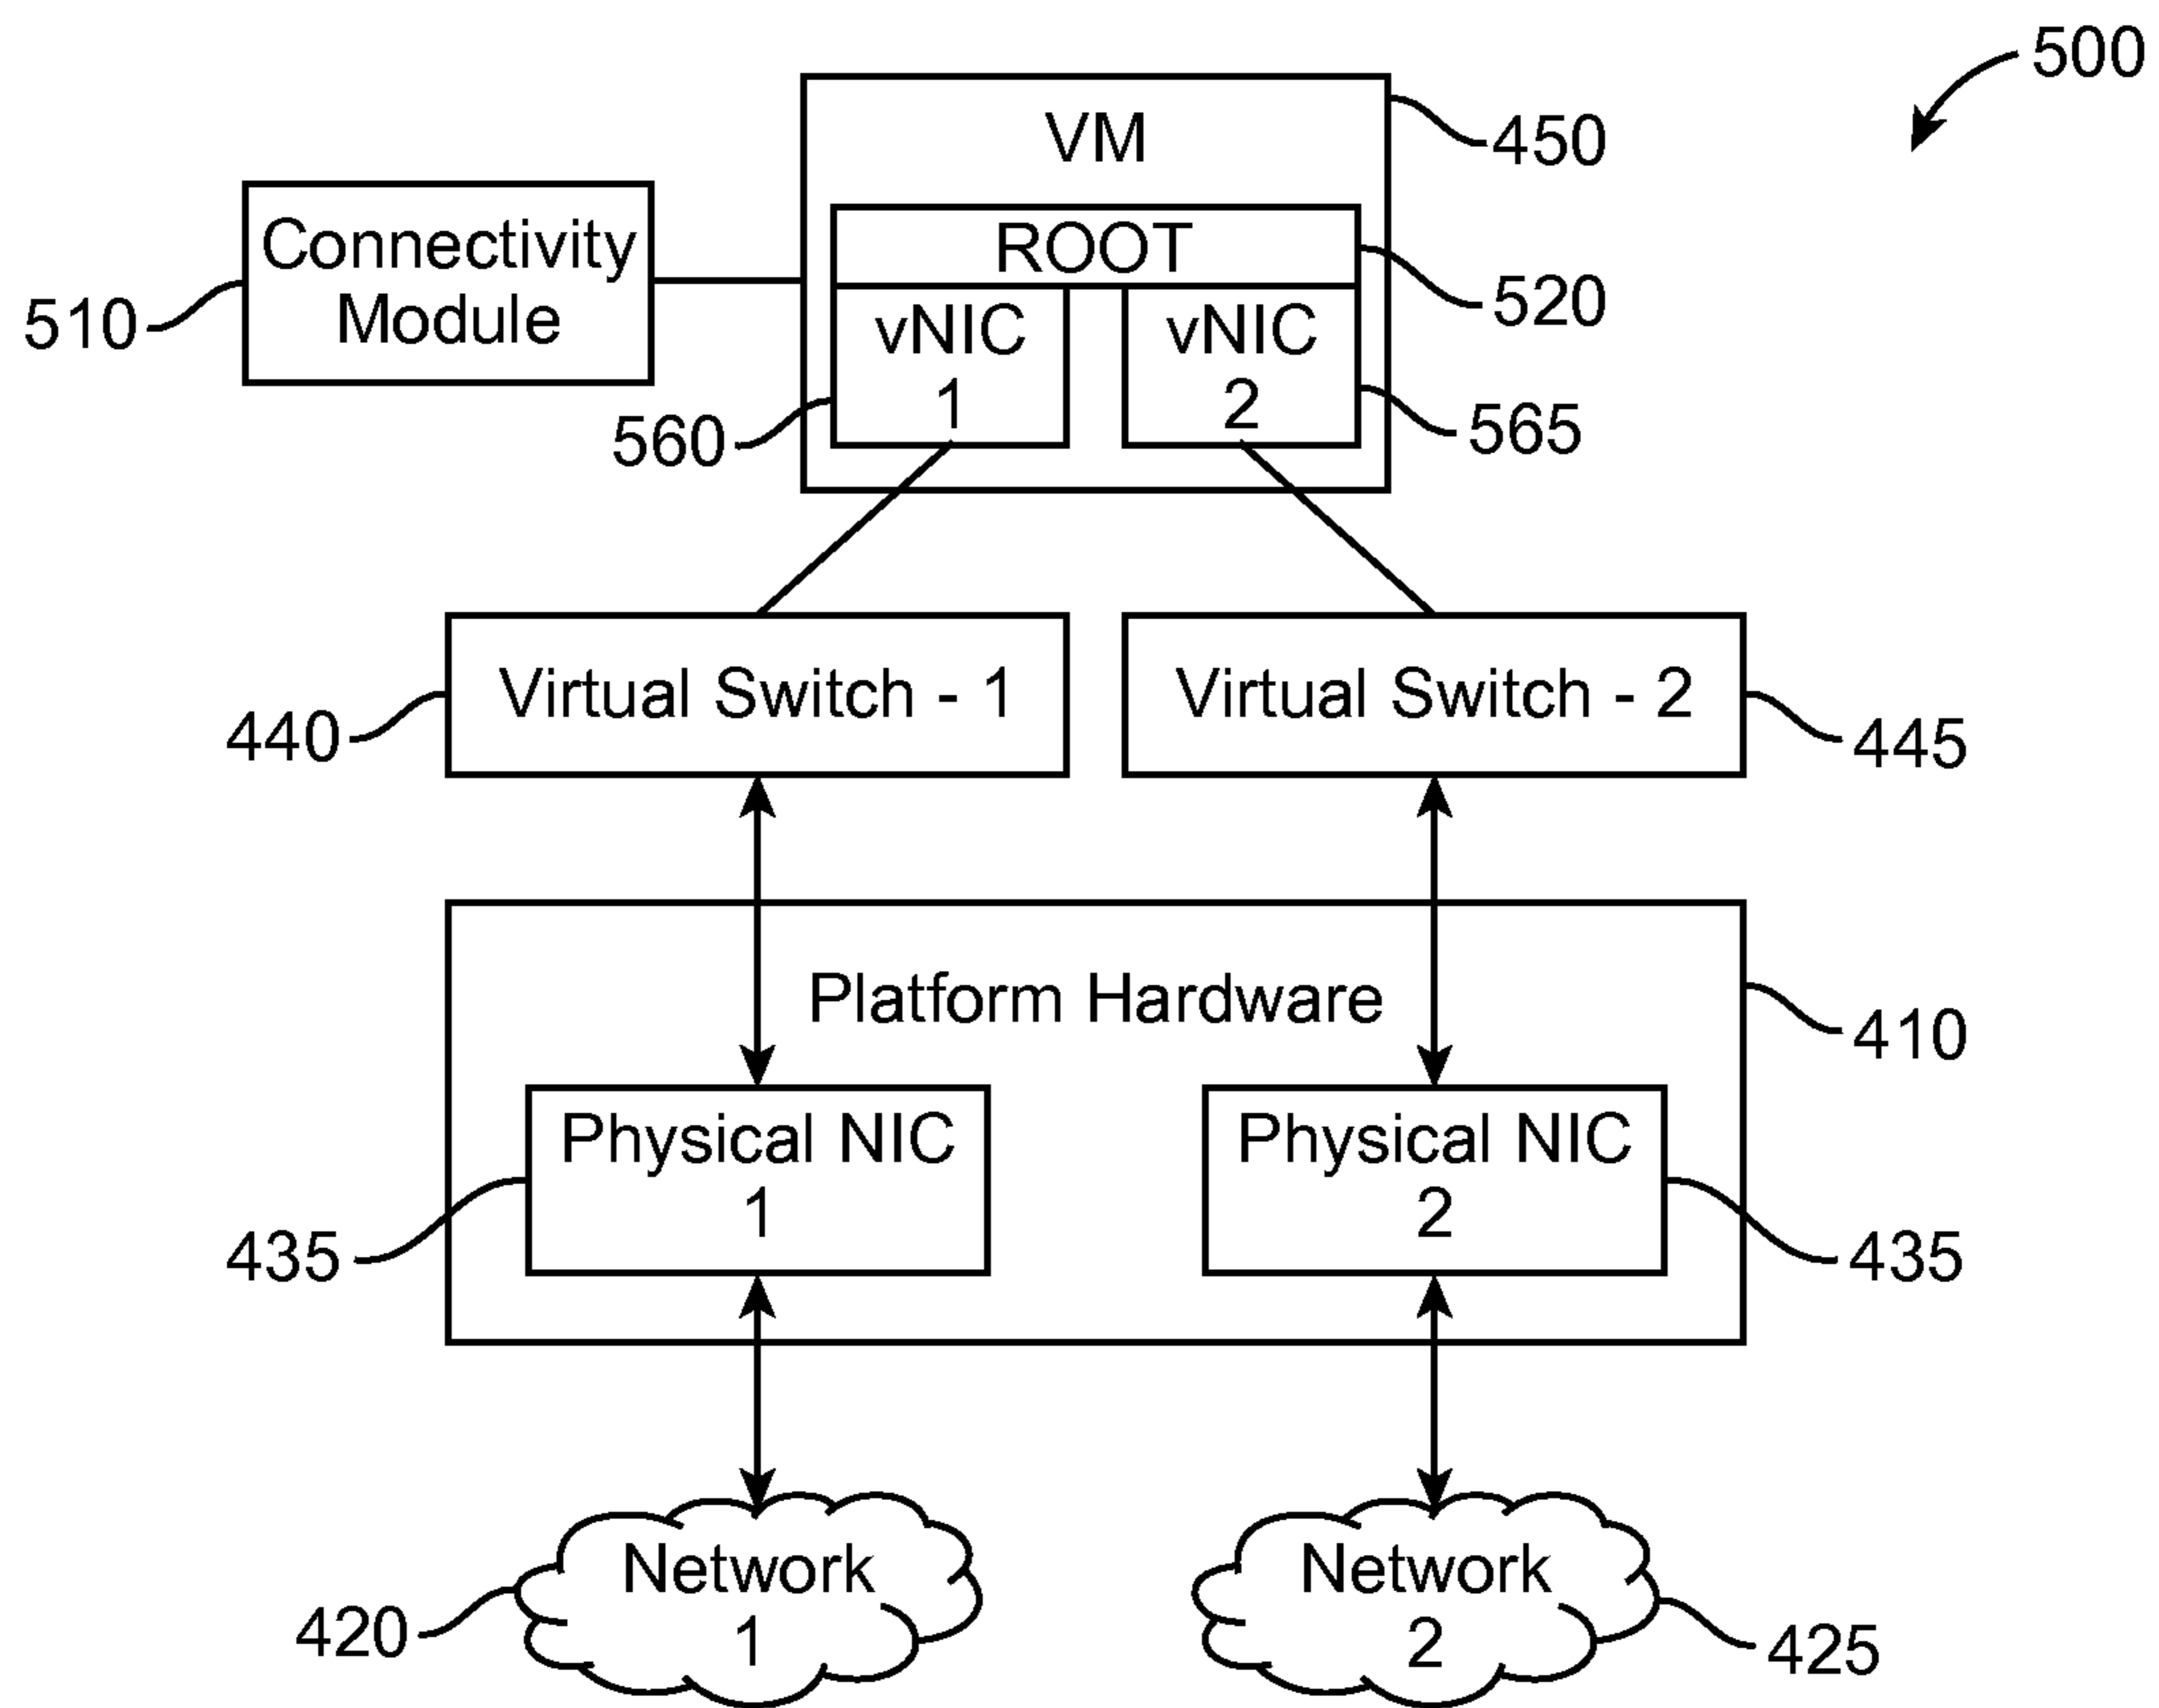 500
VM
450
Connectivity
Module
510
ROOT
520
vNIC
1
vNIC
2
560
565
Virtual Switch - 1
Virtual Switch - 2
440
445
Platform Hardware
410
Physical NIC
1
Physical NIC
2
435
435
Network
1
Network
2
420
425